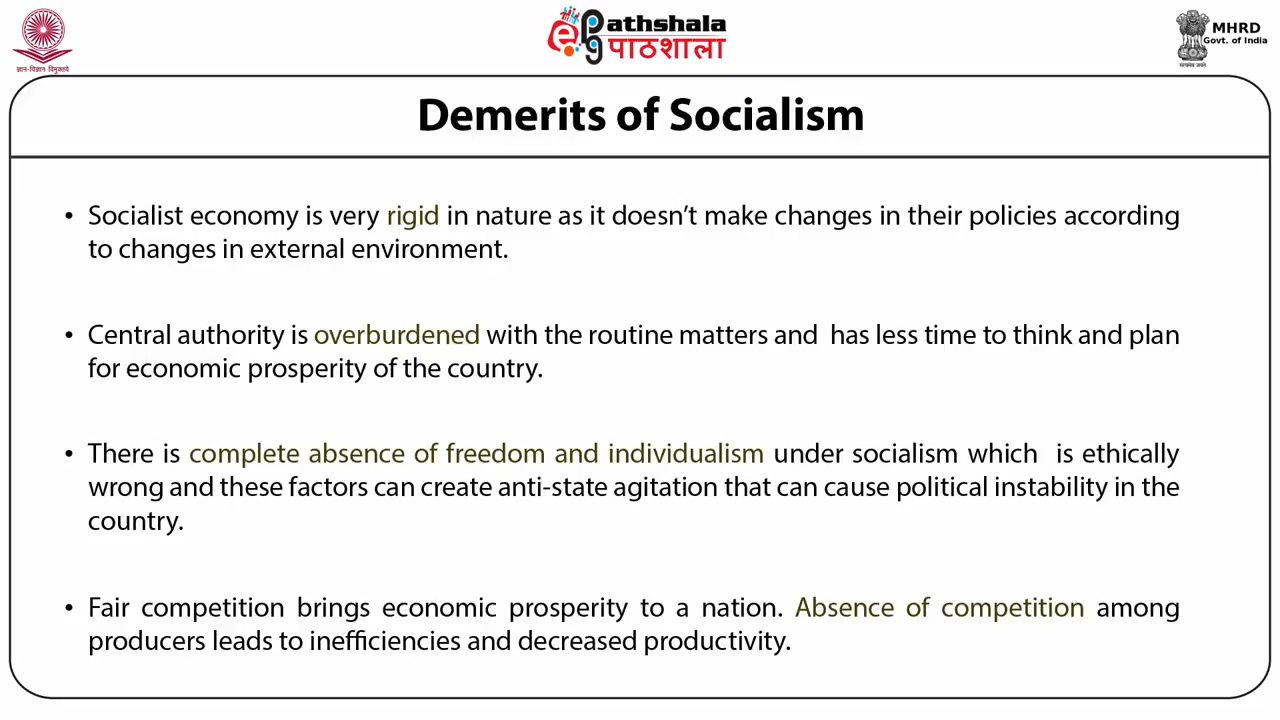 ज्ञान-विज्ञान विमुक्तये
ePathshala
पाठशाला
MHRD
Govt. of India
सत्यमेव जयते
Demerits of Socialism
• Socialist economy is very rigid in nature as it doesn’t make changes in their policies according
to changes in external environment.
• Central authority is overburdened with the routine matters and has less time to think and plan
for economic prosperity of the country.
• There is complete absence of freedom and individualism under socialism which is ethically
wrong and these factors can create anti-state agitation that can cause political instability in the
country.
• Fair competition brings economic prosperity to a nation. Absence of competition among
producers leads to inefficiencies and decreased productivity.